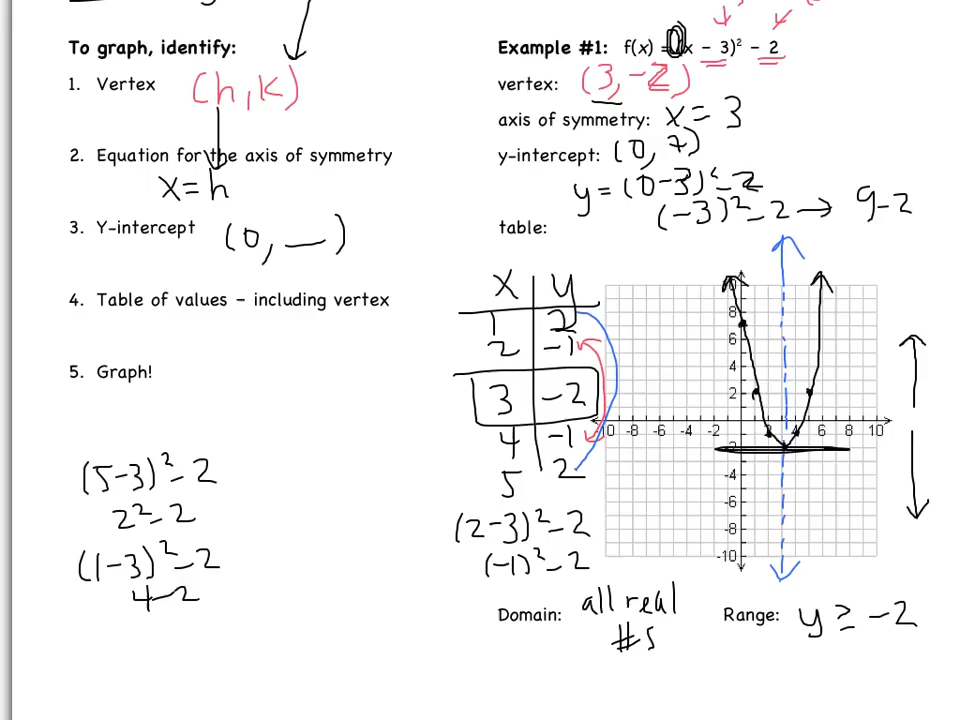 To graph, identify:
1. Vertex (h, k)
2. Equation for the axis of symmetry
x = h
3. Y-intercept (0, __)
4. Table of values – including vertex
5. Graph!
(5-3)² - 2
2² - 2
(1-3)² - 2
4 - 2
Example #1: f(x) = (x – 3)² – 2
vertex: (3, -2)
axis of symmetry: x = 3
y-intercept: (0, 7)
y = (0-3)² - 2
(-3)² - 2 → 9 - 2
table:
x y
1 2
2 -1
3 -2
4 -1
5 2
(2-3)² - 2
(-1)² - 2
10
8
6
4
2
-10 -8 -6 -4 -2 2 4 6 8 10
-2
-4
-6
-8
-10
Domain: all real #s
Range: y ≥ -2